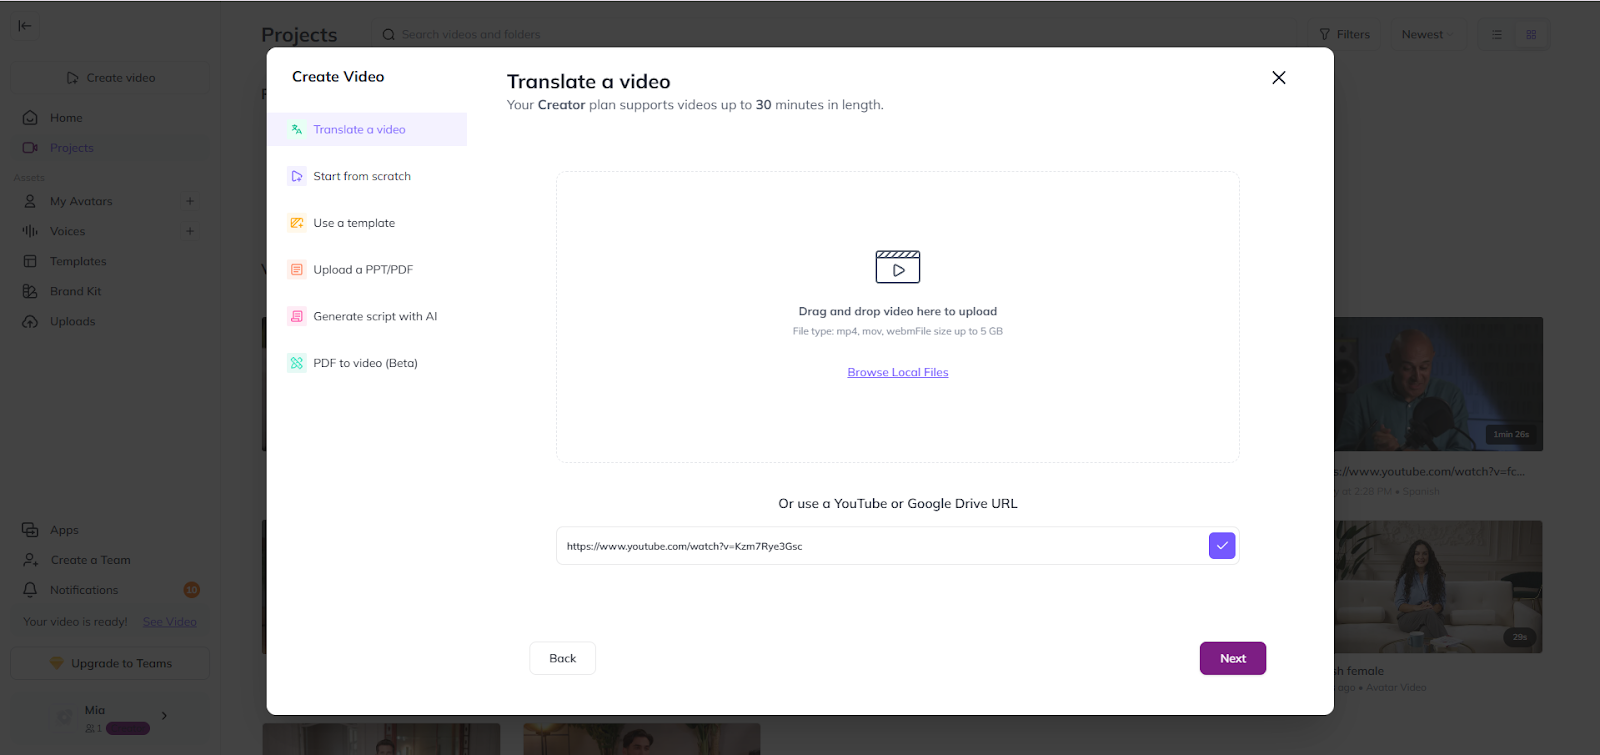 Projects
Search videos and folders
Filters
Newest
Create video
Home
Projects
Assets
My Avatars
Voices
Templates
Brand Kit
Uploads
Apps
Create a Team
Notifications
10
Your video is ready! See Video
Upgrade to Teams
Mia
1
Create Video
Translate a video
Start from scratch
Use a template
Upload a PPT/PDF
Generate script with AI
PDF to video (Beta)
Translate a video
Your Creator plan supports videos up to 30 minutes in length.
Drag and drop video here to upload
File type: mp4, mov, webmFile size up to 5 GB
Browse Local Files
Or use a YouTube or Google Drive URL
https://www.youtube.com/watch?v=Kzm7Rye3Gsc
Back
Next
1min 26s
s://www.youtube.com/watch?v=fc...
y at 2:28 PM • Spanish
29s
sh female
ago • Avatar Video